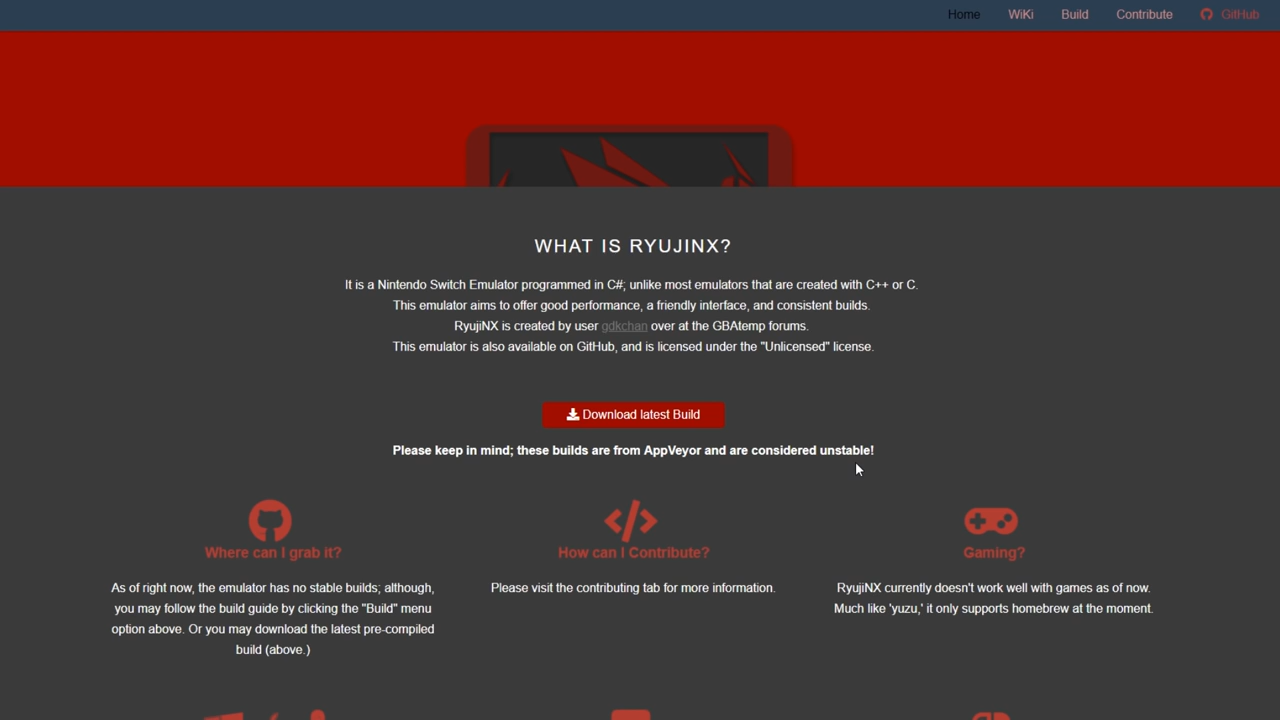 Home WiKi Build Contribute GitHub
WHAT IS RYUJINX?
It is a Nintendo Switch Emulator programmed in C#; unlike most emulators that are created with C++ or C.
This emulator aims to offer good performance, a friendly interface, and consistent builds.
RyujiNX is created by user gdkchan over at the GBAtemp forums.
This emulator is also available on GitHub, and is licensed under the "Unlicensed" license.
Download latest Build
Please keep in mind; these builds are from AppVeyor and are considered unstable!
Where can I grab it?
As of right now, the emulator has no stable builds; although,
you may follow the build guide by clicking the "Build" menu
option above. Or you may download the latest pre-compiled
build (above.)
How can I Contribute?
Please visit the contributing tab for more information.
Gaming?
RyujiNX currently doesn't work well with games as of now.
Much like 'yuzu,' it only supports homebrew at the moment.